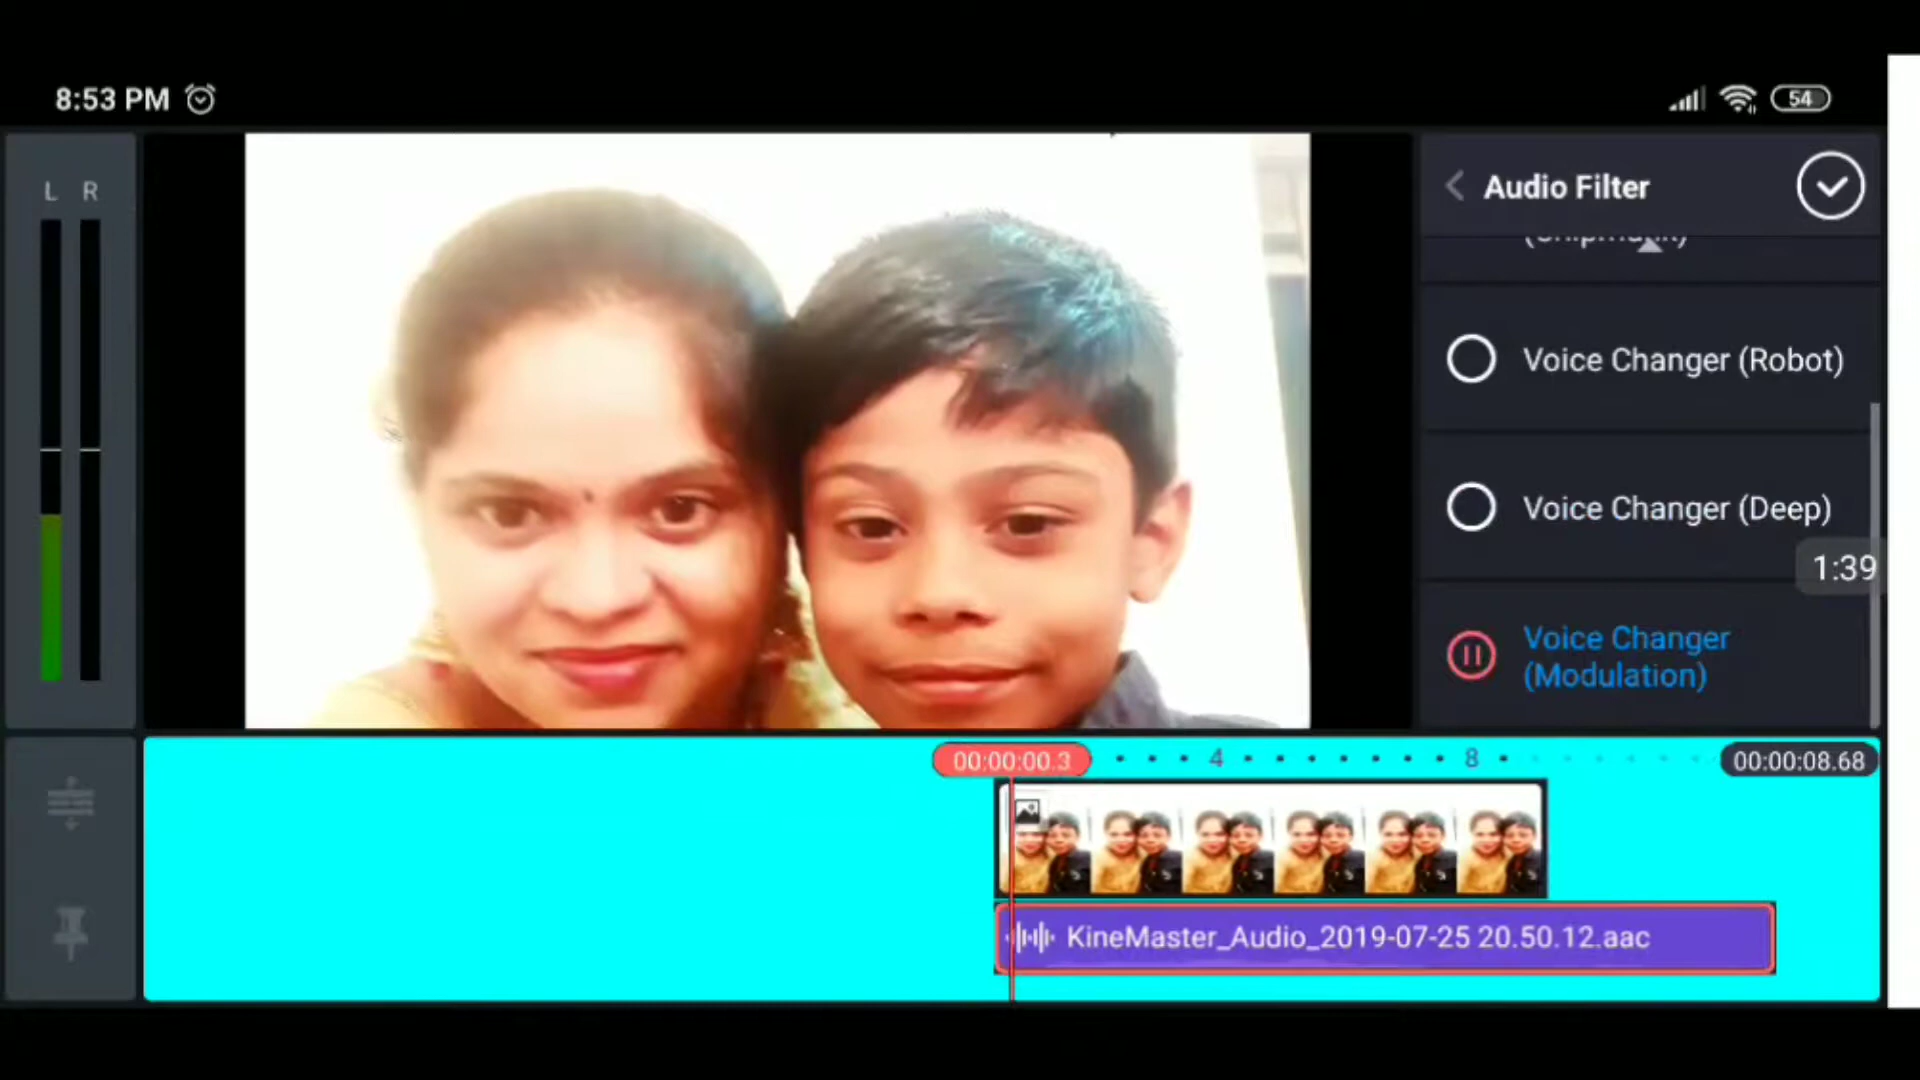 8:53 PM
54
L R
Audio Filter
(Chipmunk)
Voice Changer (Robot)
Voice Changer (Deep)
1:39
Voice Changer
(Modulation)
00:00:00.3
4
8
00:00:08.68
KineMaster_Audio_2019-07-25 20.50.12.aac